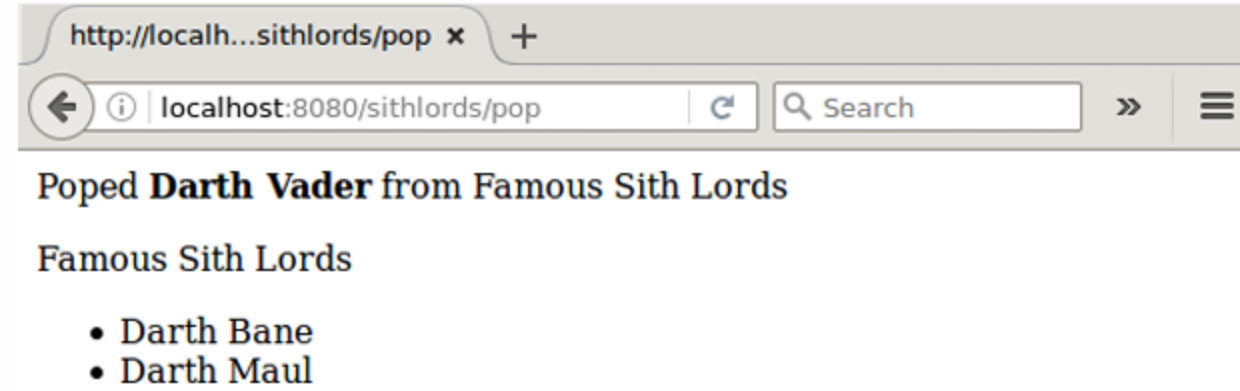 http://localh...sithlords/pop
localhost:8080/sithlords/pop
Search
Poped Darth Vader from Famous Sith Lords
Famous Sith Lords
Darth Bane
Darth Maul